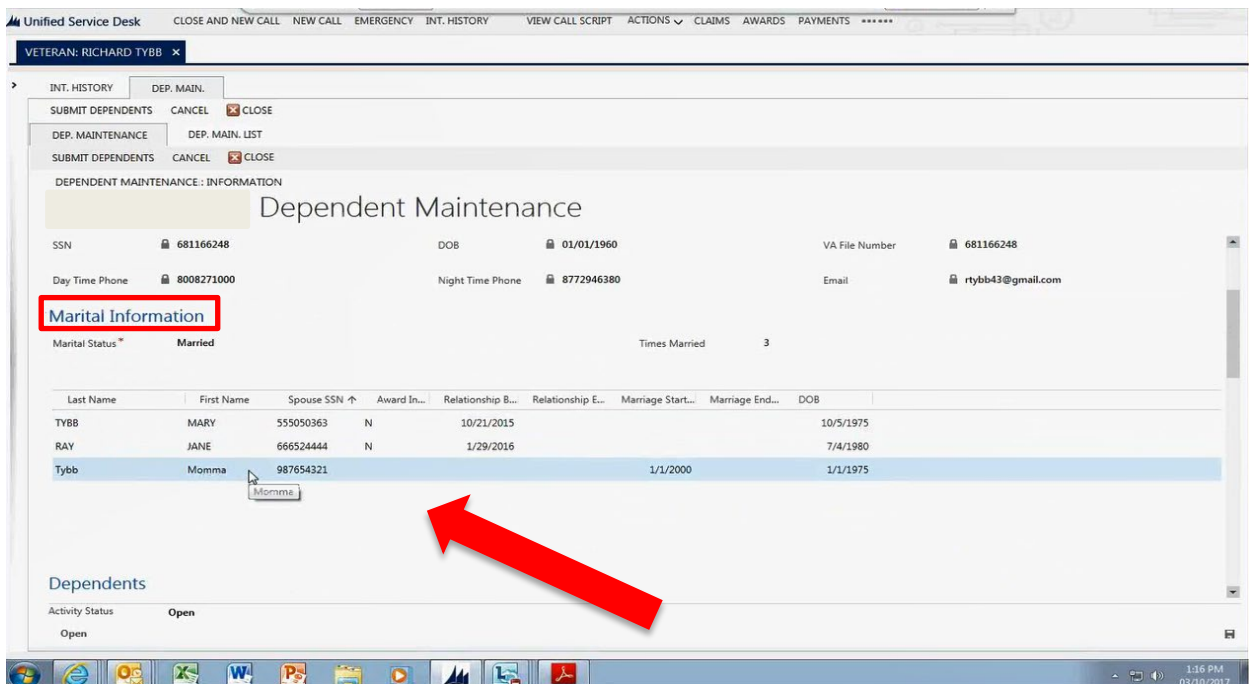 Unified Service Desk CLOSE AND NEW CALL NEW CALL EMERGENCY INT. HISTORY VIEW CALL SCRIPT ACTIONS CLAIMS AWARDS PAYMENTS
VETERAN: RICHARD TYBB ×
INT. HISTORY DEP. MAIN.
SUBMIT DEPENDENTS CANCEL CLOSE
DEP. MAINTENANCE DEP. MAIN. LIST
SUBMIT DEPENDENTS CANCEL CLOSE
DEPENDENT MAINTENANCE : INFORMATION
Dependent Maintenance
SSN 681166248 DOB 01/01/1960 VA File Number 681166248
Day Time Phone 8008271000 Night Time Phone 8772946380 Email rtybb43@gmail.com
Marital Information
Marital Status* Married Times Married 3
Last Name First Name Spouse SSN ↑ Award In... Relationship B... Relationship E... Marriage Start... Marriage End... DOB
TYBB MARY 555050363 N 10/21/2015 10/5/1975
RAY JANE 666524444 N 1/29/2016 7/4/1980
Tybb Momma 987654321 1/1/2000 1/1/1975
Momma
Dependents
Activity Status Open
Open
1:16 PM
03/10/2017